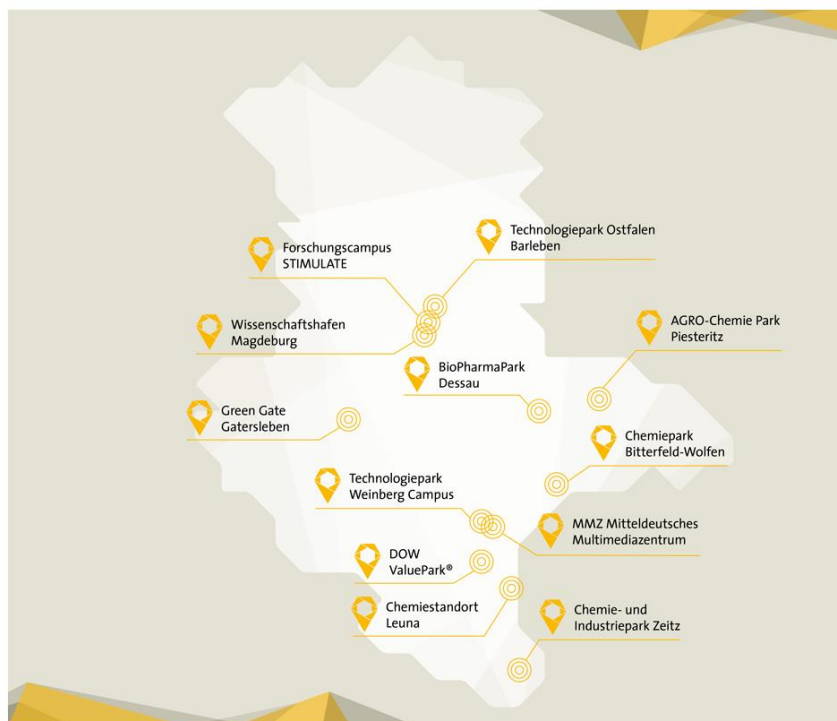 Technologiepark Ostfalen
Barleben
Forschungscampus
STIMULATE
Wissenschaftshafen
Magdeburg
AGRO-Chemie Park
Piesteritz
BioPharmaPark
Dessau
Green Gate
Gatersleben
Chemiepark
Bitterfeld-Wolfen
Technologiepark
Weinberg Campus
MMZ Mitteldeutsches
Multimediazentrum
DOW
ValuePark®
Chemiestandort
Leuna
Chemie- und
Industriepark Zeitz